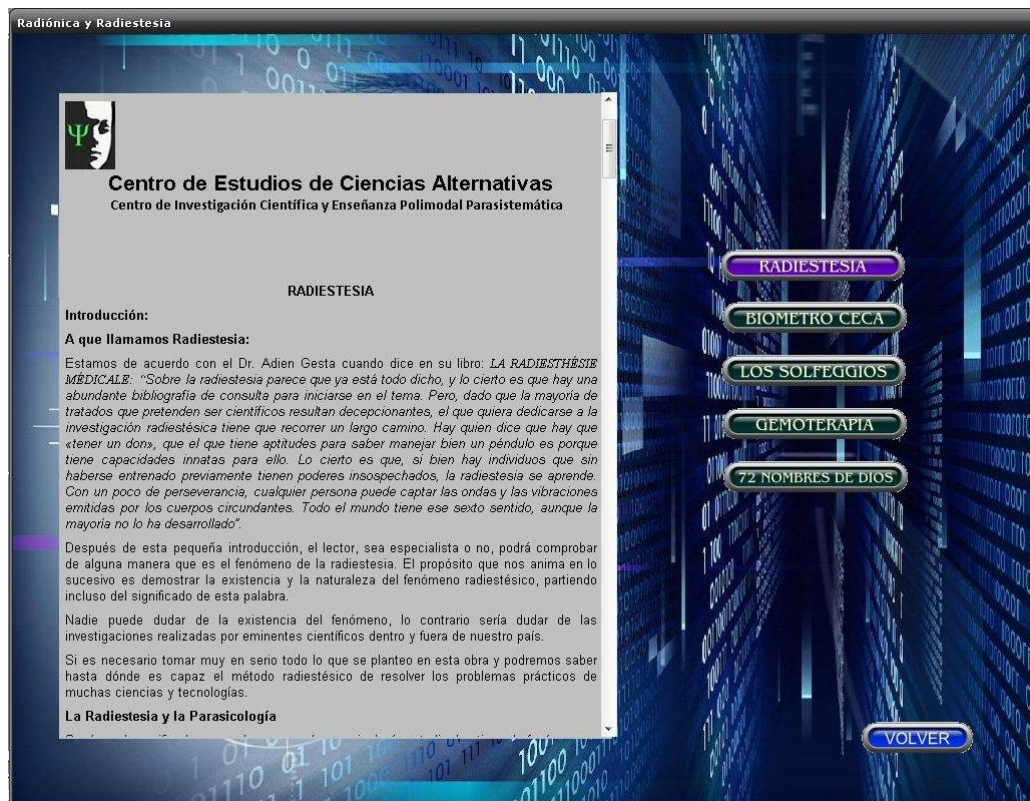 Radiónica y Radiestesia
Ψ
Centro de Estudios de Ciencias Alternativas
Centro de Investigación Científica y Enseñanza Polimodal Parasistemática
RADIESTESIA
Introducción:
A que llamamos Radiestesia:
Estamos de acuerdo con el Dr. Adien Gesta cuando dice en su libro: LA RADIESTHÉSIE
MÉDICALE: “Sobre la radiestesia parece que ya está todo dicho, y lo cierto es que hay una
abundante bibliografía de consulta para iniciarse en el tema. Pero, dado que la mayoría de
tratados que pretenden ser científicos resultan decepcionantes, el que quiera dedicarse a la
investigación radiestésica tiene que recorrer un largo camino. Hay quien dice que hay que
«tener un don», que el que tiene aptitudes para saber manejar bien un péndulo es porque
tiene capacidades innatas para ello. Lo cierto es que, si bien hay individuos que sin
haberse entrenado previamente tienen poderes insospechados, la radiestesia se aprende.
Con un poco de perseverancia, cualquier persona puede captar las ondas y las vibraciones
emitidas por los cuerpos circundantes. Todo el mundo tiene ese sexto sentido, aunque la
mayoría no lo ha desarrollado”.
Después de esta pequeña introducción, el lector, sea especialista o no, podrá comprobar
de alguna manera que es el fenómeno de la radiestesia. El propósito que nos anima en lo
sucesivo es demostrar la existencia y la naturaleza del fenómeno radiestésico, partiendo
incluso del significado de esta palabra.
Nadie puede dudar de la existencia del fenómeno, lo contrario sería dudar de las
investigaciones realizadas por eminentes científicos dentro y fuera de nuestro país.
Si es necesario tomar muy en serio todo lo que se planteo en esta obra y podremos saber
hasta dónde es capaz el método radiestésico de resolver los problemas prácticos de
muchas ciencias y tecnologías.
La Radiestesia y la Parasicología
RADIESTESIA
BIOMETRO CECA
LOS SOLFEGGIOS
GEMOTERAPIA
72 NOMBRES DE DIOS
VOLVER